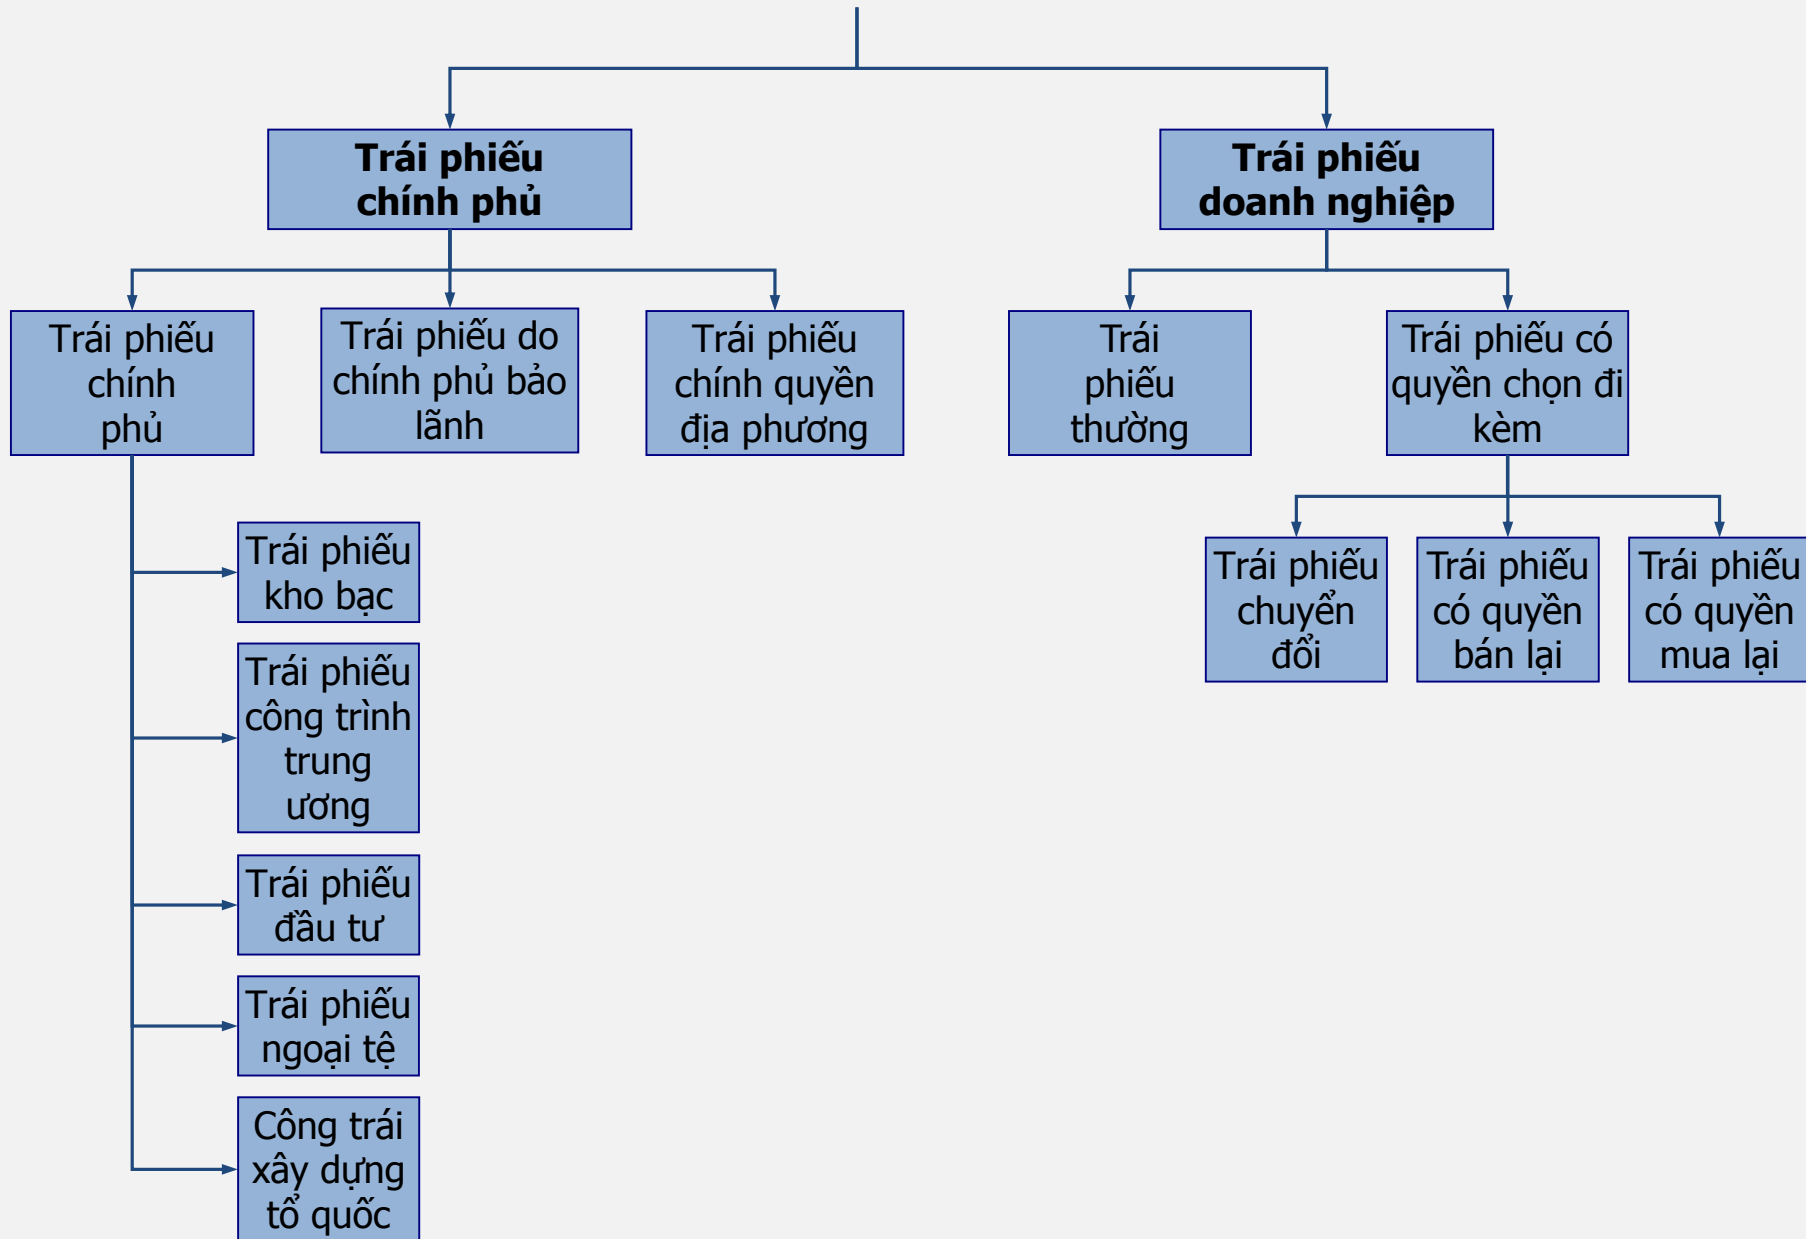 Trái phiếu
chính phủ
Trái phiếu
doanh nghiệp
Trái phiếu
chính
phủ
Trái phiếu do
chính phủ bảo
lãnh
Trái phiếu
chính quyền
địa phương
Trái
phiếu
thường
Trái phiếu có
quyền chọn đi
kèm
Trái phiếu
kho bạc
Trái phiếu
công trình
trung
ương
Trái phiếu
đầu tư
Trái phiếu
ngoại tệ
Công trái
xây dựng
tổ quốc
Trái phiếu
chuyển
đổi
Trái phiếu
có quyền
bán lại
Trái phiếu
có quyền
mua lại